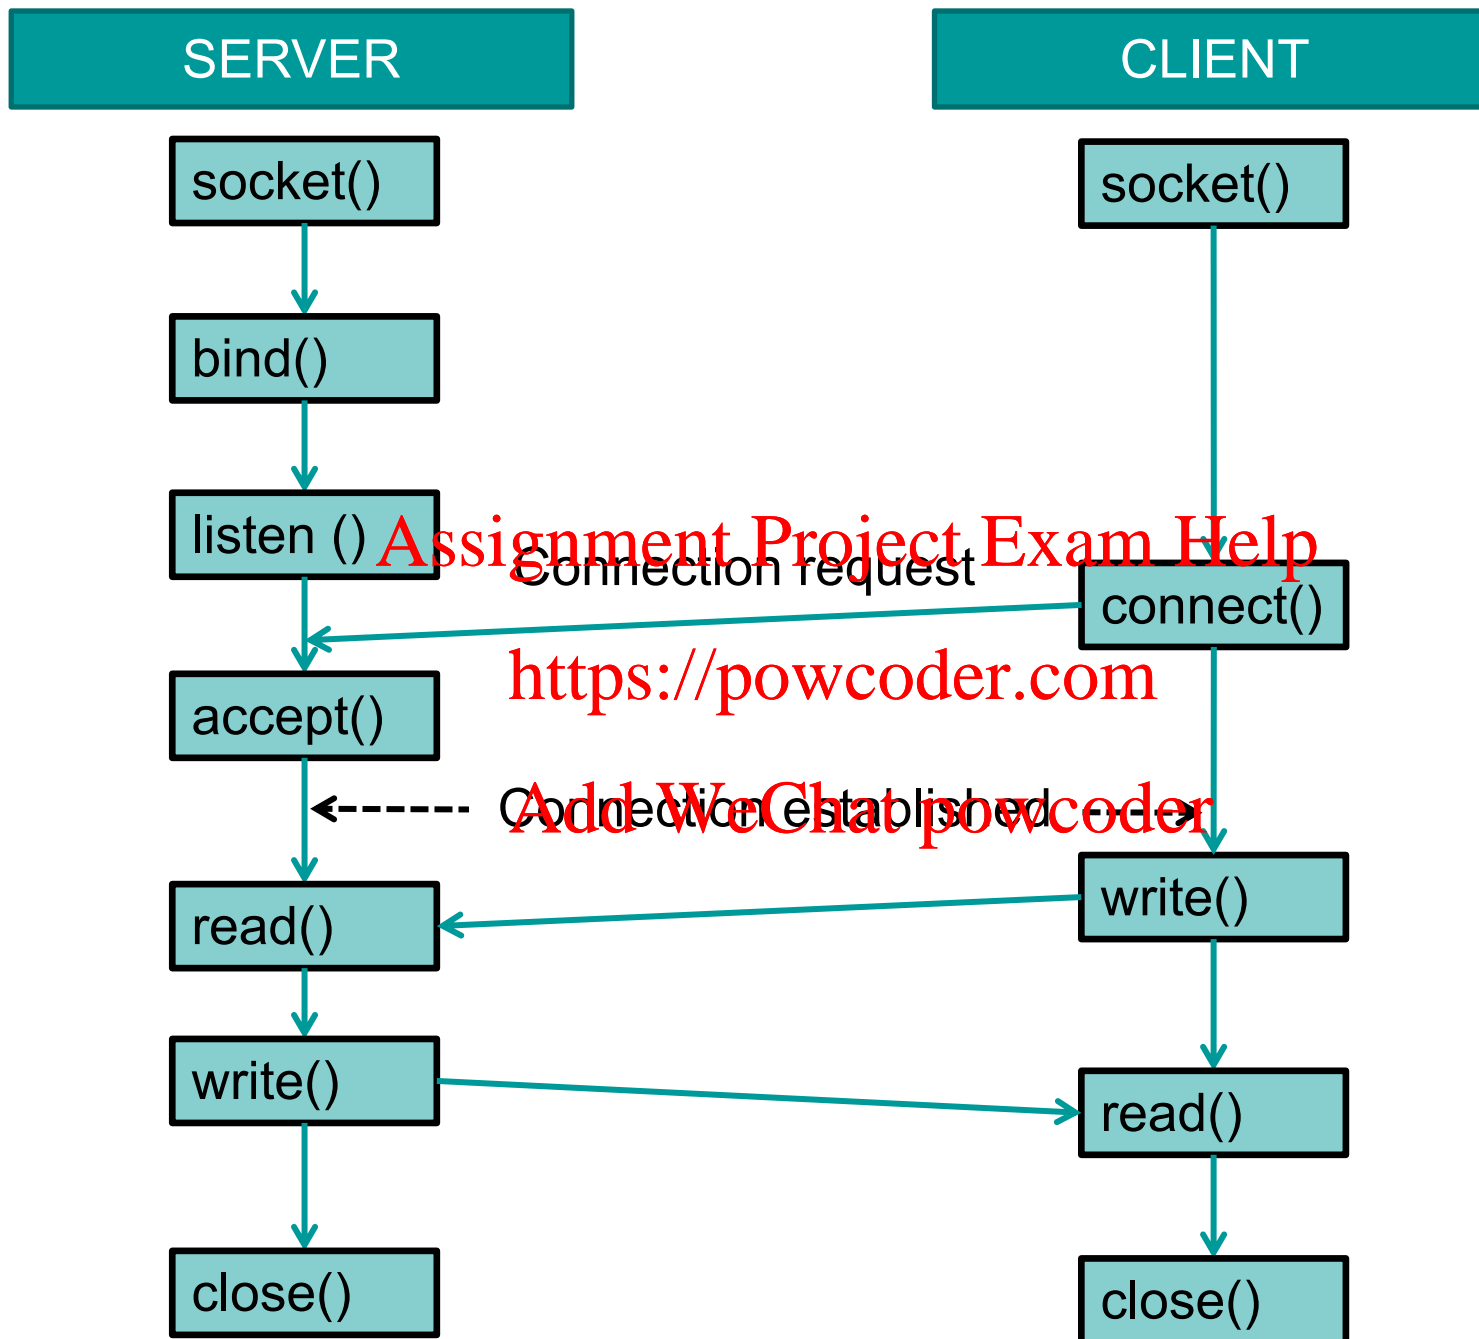 SERVER
CLIENT
socket()
socket()
bind()
listen ()
Assignment Project Exam Help
Connection request
connect()
https://powcoder.com
accept()
Connection established
Add WeChat powcoder
write()
read()
write()
read()
close()
close()